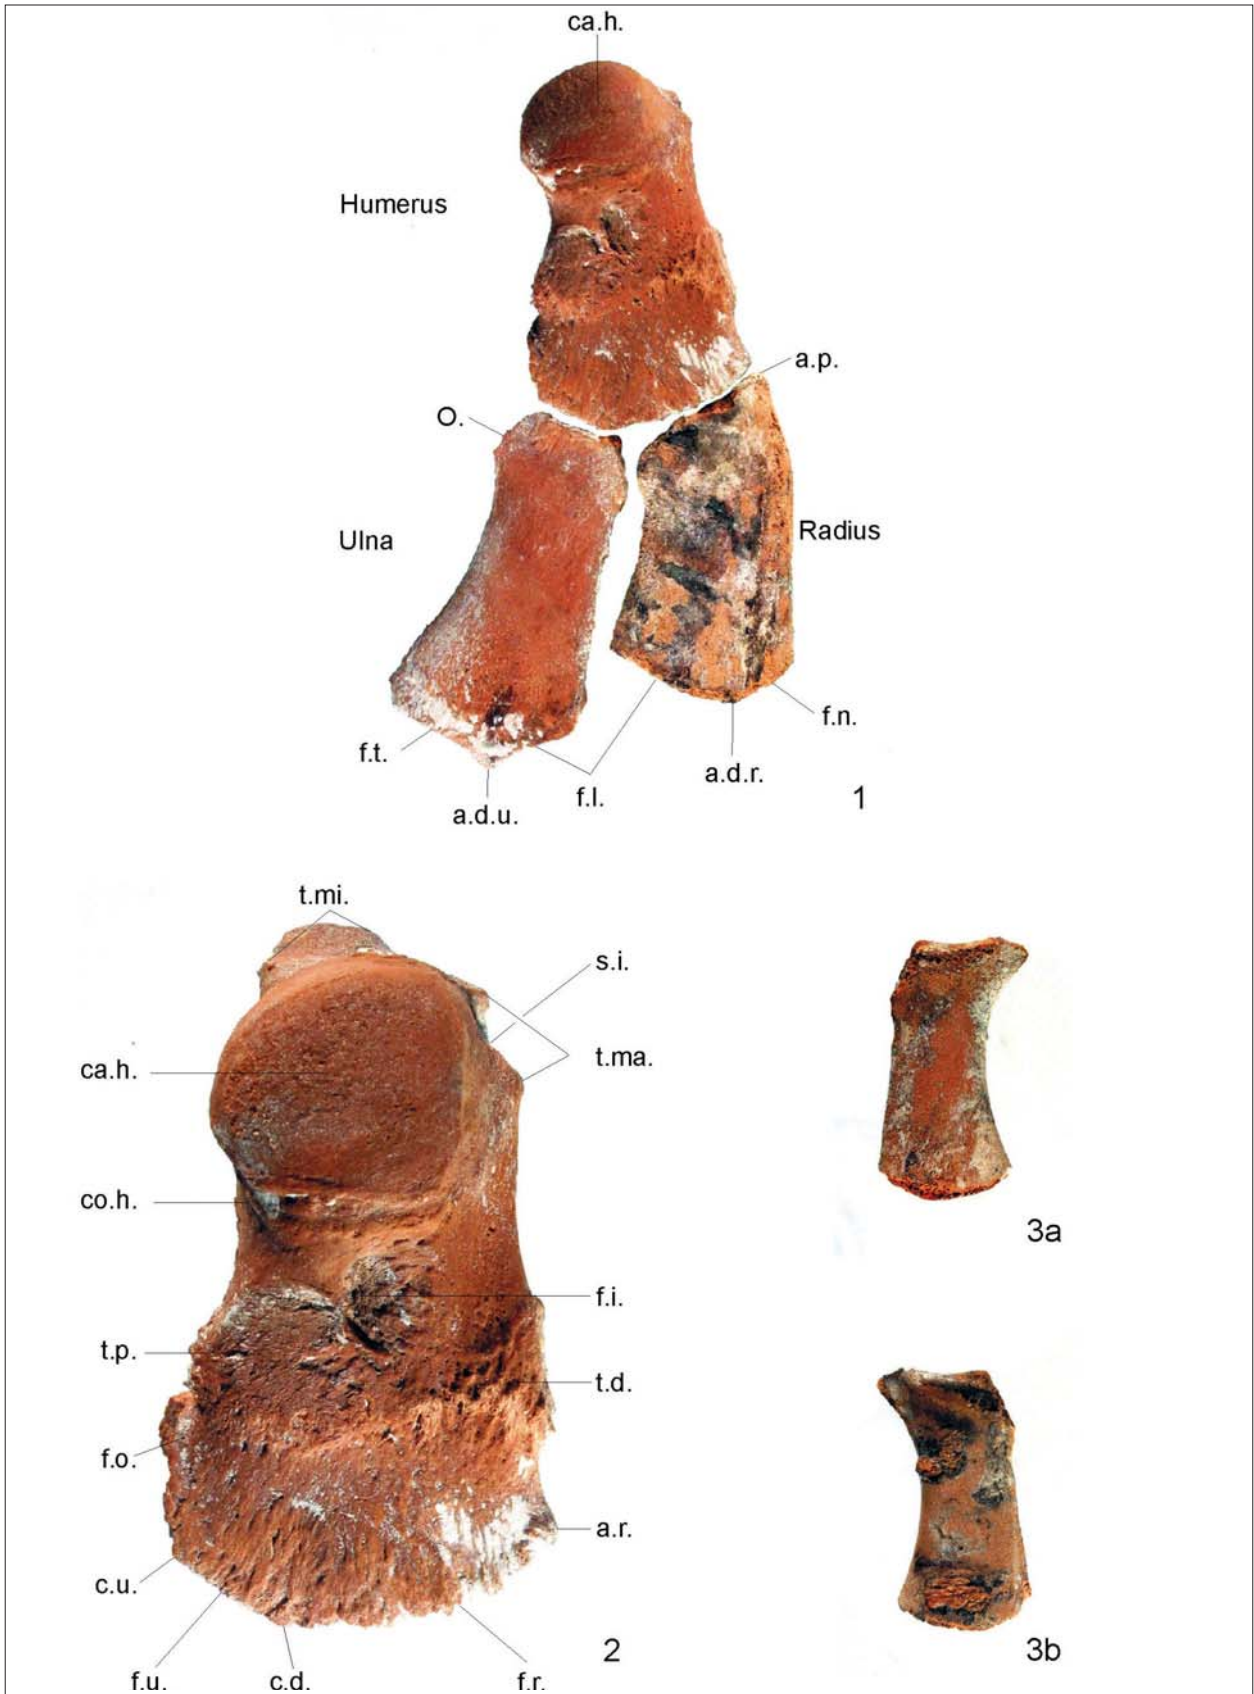 ca.h.
Humerus
a.p.
O.
Ulna
Radius
f.n.
f.t.
a.d.r.
f.l.
1
a.d.u.
t.mi.
s.i.
t.ma.
ca.h.
co.h.
3a
f.i.
t.p.
t.d.
f.o.
a.r.
c.u.
2
3b
f.u.
c.d.
f.r.